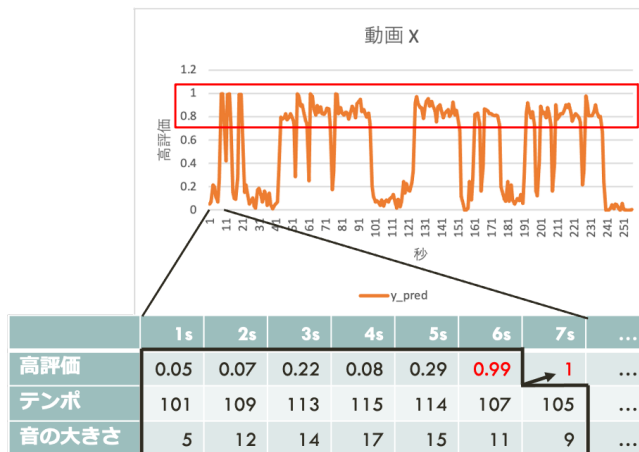 動画 X
1.2
1
0.8
0.6
0.4
0.2
0
高評価
1 11 21 31 41 51 61 71 81 91 101 111 121 131 141 151 161 171 181 191 201 211 221 231 241 251
秒
y_pred
1s 2s 3s 4s 5s 6s 7s ...
高評価 0.05 0.07 0.22 0.08 0.29 0.99 1 ...
テンポ 101 109 113 115 114 107 105 ...
音の大きさ 5 12 14 17 15 11 9 ...